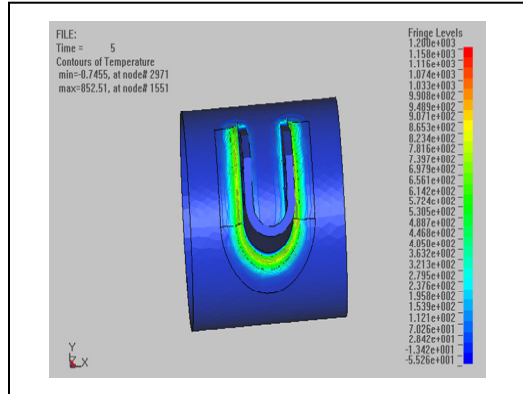 FILE:
Time = 5
Contours of Temperature
min=-0.7455, at node# 2971
max=852.51, at node# 1551
Fringe Levels
1.200e+003
1.158e+003
1.116e+003
1.074e+003
1.033e+003
9.908e+002
9.489e+002
9.071e+002
8.653e+002
8.234e+002
7.816e+002
7.397e+002
6.979e+002
6.561e+002
6.142e+002
5.724e+002
5.305e+002
4.887e+002
4.468e+002
4.050e+002
3.632e+002
3.213e+002
2.795e+002
2.376e+002
1.958e+002
1.539e+002
1.121e+002
7.026e+001
2.842e+001
-1.342e+001
-5.526e+001
Y
Z X